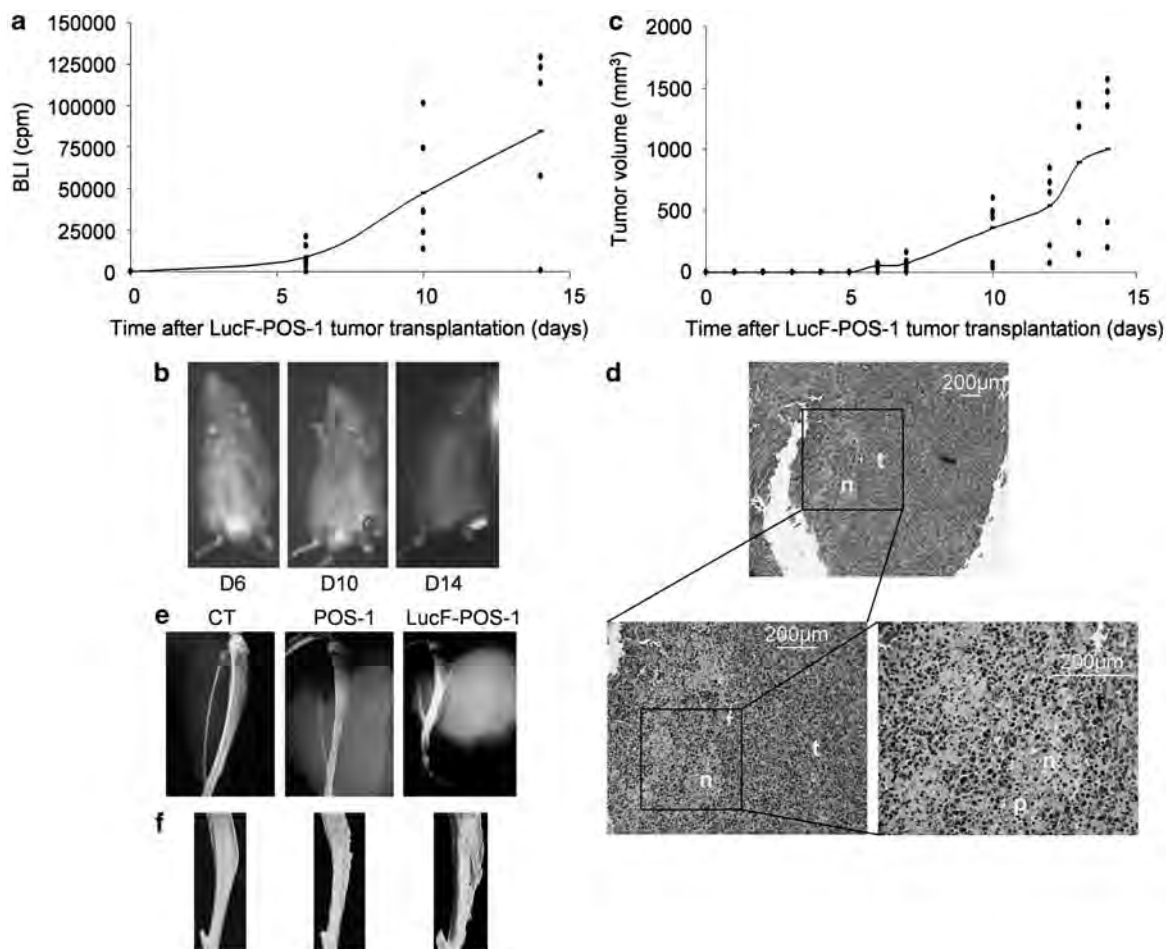 a
150000
125000
100000
75000
50000
25000
0
BLI (cpm)
0 5 10 15
Time after LucF-POS-1 tumor transplantation (days)
c
2000
1500
1000
500
0
Tumor volume (mm³)
0 5 10 15
Time after LucF-POS-1 tumor transplantation (days)
b
D6 D10 D14
d
200µm
t
n
200µm
t
t
n
200µm
t
n
p
e
CT POS-1 LucF-POS-1
f